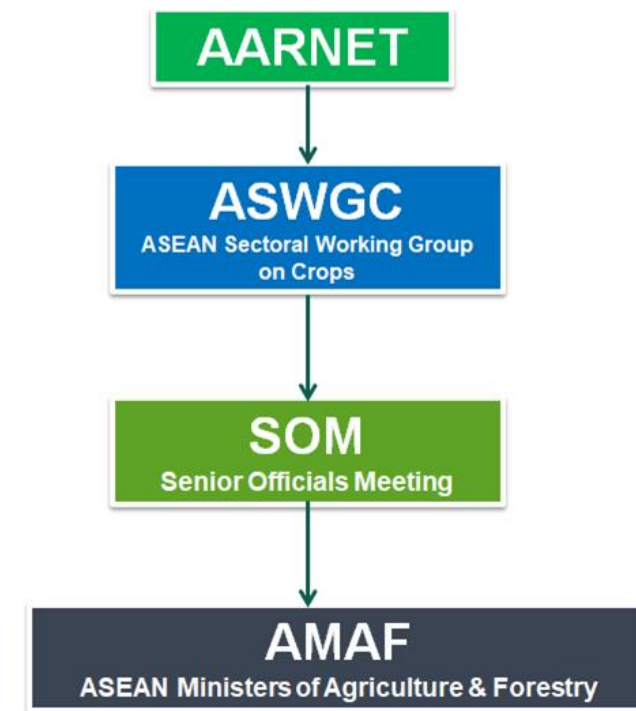 AARNET
ASWGC
ASEAN Sectoral Working Group
on Crops
SOM
Senior Officials Meeting
AMAF
ASEAN Ministers of Agriculture & Forestry